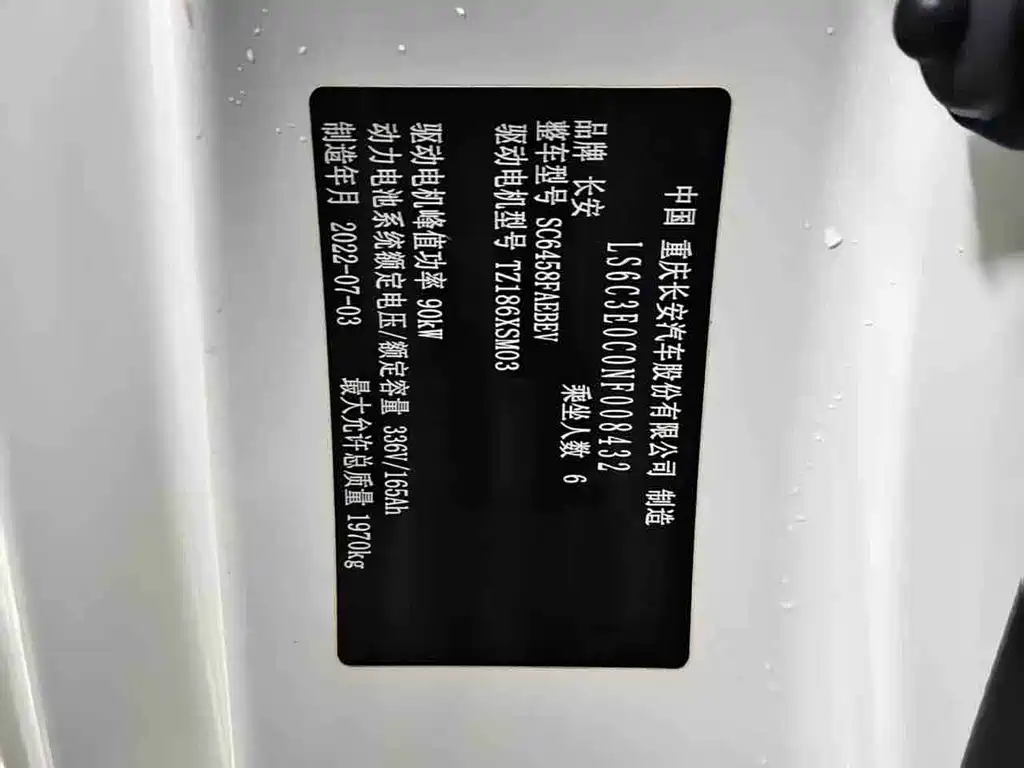 中国 重庆长安汽车股份有限公司 制造
LS6C3E0C0NF008432
品牌 长安 乘坐人数 6
整车型号 SC6458FAEBEV
驱动电机型号 TZ186XSM03
驱动电机峰值功率 90kW
动力电池系统额定电压/额定容量 336V/165Ah
制造年月 2022-07-03 最大允许总质量 1970kg